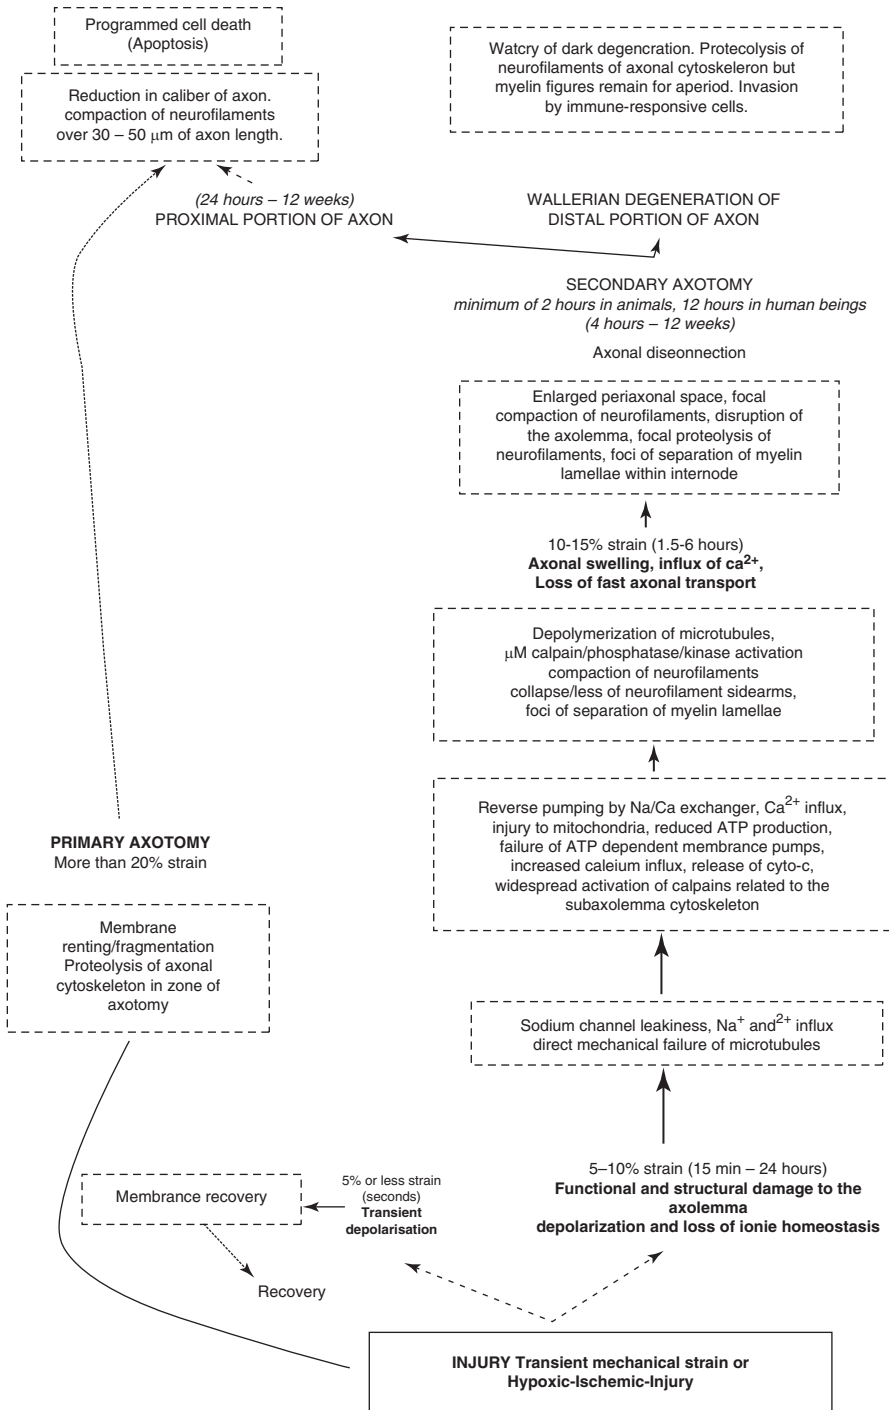 Programmed cell death
(Apoptosis)
Watcry of dark degencration. Protecolysis of
neurofilaments of axonal cytoskeleron but
myelin figures remain for aperiod. Invasion
by immune-responsive cells.
Reduction in caliber of axon.
compaction of neurofilaments
over 30 – 50 μm of axon length.
(24 hours – 12 weeks)
PROXIMAL PORTION OF AXON
WALLERIAN DEGENERATION OF
DISTAL PORTION OF AXON
SECONDARY AXOTOMY
minimum of 2 hours in animals, 12 hours in human beings
(4 hours – 12 weeks)
Axonal diseonnection
Enlarged periaxonal space, focal
compaction of neurofilaments, disruption of
the axolemma, focal proteolysis of
neurofilaments, foci of separation of myelin
lamellae within internode
10-15% strain (1.5-6 hours)
Axonal swelling, influx of ca²⁺,
Loss of fast axonal transport
Depolymerization of microtubules,
μM calpain/phosphatase/kinase activation
compaction of neurofilaments
collapse/less of neurofilament sidearms,
foci of separation of myelin lamellae
Reverse pumping by Na/Ca exchanger, Ca²⁺ influx,
injury to mitochondria, reduced ATP production,
failure of ATP dependent membrance pumps,
increased caleium influx, release of cyto-c,
widespread activation of calpains related to the
subaxolemma cytoskeleton
PRIMARY AXOTOMY
More than 20% strain
Membrane
renting/fragmentation
Proteolysis of axonal
cytoskeleton in zone of
axotomy
Sodium channel leakiness, Na⁺ and²⁺ influx
direct mechanical failure of microtubules
5–10% strain (15 min – 24 hours)
Functional and structural damage to the
axolemma
depolarization and loss of ionie homeostasis
5% or less strain
(seconds)
Transient
depolarisation
Membrance recovery
Recovery
INJURY Transient mechanical strain or
Hypoxic-Ischemic-Injury